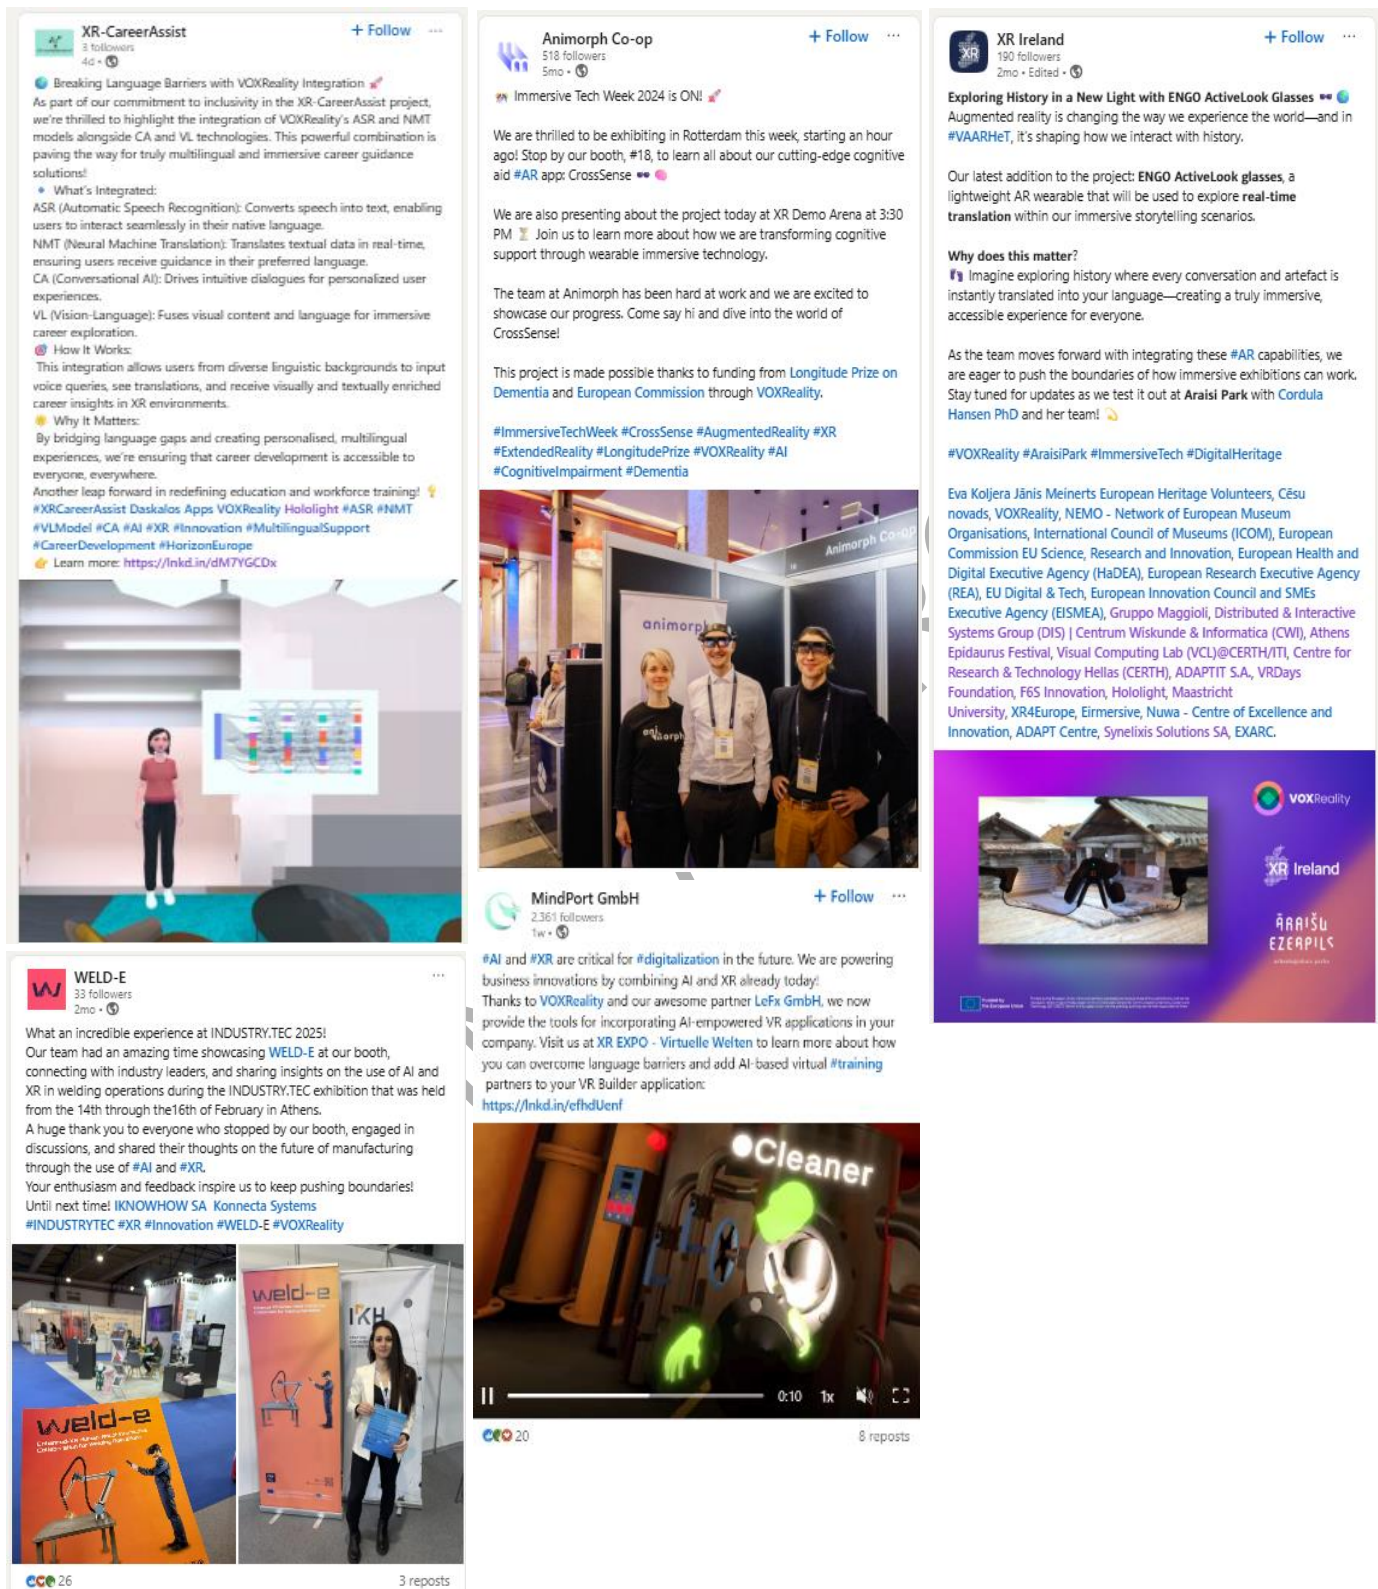 XR-CareerAssist
+ Follow ...
3 followers
4d •
Breaking Language Barriers with VOXReality Integration
As part of our commitment to inclusivity in the XR-CareerAssist project,
we're thrilled to highlight the integration of VOXReality's ASR and NMT
models alongside CA and VL technologies. This powerful combination is
paving the way for truly multilingual and immersive career guidance
solutions!
What's Integrated:
ASR (Automatic Speech Recognition): Converts speech into text, enabling
users to interact seamlessly in their native language.
NMT (Neural Machine Translation): Translates textual data in real-time,
ensuring users receive guidance in their preferred language.
CA (Conversational AI): Drives intuitive dialogues for personalized user
experiences.
VL (Vision-Language): Fuses visual content and language for immersive
career exploration.
How It Works:
This integration allows users from diverse linguistic backgrounds to input
voice queries, see translations, and receive visually and textually enriched
career insights in XR environments.
Why It Matters:
By bridging language gaps and creating personalised, multilingual
experiences, we're ensuring that career development is accessible to
everyone, everywhere.
Another leap forward in redefining education and workforce training!
#XRCareerAssist Daskalos Apps VOXReality Hololight #ASR #NMT
#VLModel #CA #AI #XR #Innovation #MultilingualSupport
#CareerDevelopment #HorizonEurope
Learn more: https://lnkd.in/dM7YGCDx
WELD-E
...
33 followers
2mo •
What an incredible experience at INDUSTRY.TEC 2025!
Our team had an amazing time showcasing WELD-E at our booth,
connecting with industry leaders, and sharing insights on the use of AI and
XR in welding operations during the INDUSTRY.TEC exhibition that was held
from the 14th through the16th of February in Athens.
A huge thank you to everyone who stopped by our booth, engaged in
discussions, and shared their thoughts on the future of manufacturing
through the use of #AI and #XR.
Your enthusiasm and feedback inspire us to keep pushing boundaries!
Until next time! IKNOWHOW SA Konnecta Systems
#INDUSTRYTEC #XR #Innovation #WELD-E #VOXReality
weld-e
weld-e
IKH
26
3 reposts
Animorph Co-op
+ Follow ...
518 followers
5mo •
Immersive Tech Week 2024 is ON!
We are thrilled to be exhibiting in Rotterdam this week, starting an hour
ago! Stop by our booth, #18, to learn all about our cutting-edge cognitive
aid #AR app: CrossSense
We are also presenting about the project today at XR Demo Arena at 3:30
PM Join us to learn more about how we are transforming cognitive
support through wearable immersive technology.
The team at Animorph has been hard at work and we are excited to
showcase our progress. Come say hi and dive into the world of
CrossSense!
This project is made possible thanks to funding from Longitude Prize on
Dementia and European Commission through VOXReality.
#ImmersiveTechWeek #CrossSense #AugmentedReality #XR
#ExtendedReality #LongitudePrize #VOXReality #AI
#CognitiveImpairment #Dementia
Animorph Co-op
animorph
animorph
MindPort GmbH
+ Follow ...
2,361 followers
1w •
#AI and #XR are critical for #digitalization in the future. We are powering
business innovations by combining AI and XR already today!
Thanks to VOXReality and our awesome partner LeFx GmbH, we now
provide the tools for incorporating AI-empowered VR applications in your
company. Visit us at XR EXPO - Virtuelle Welten to learn more about how
you can overcome language barriers and add AI-based virtual #training
partners to your VR Builder application:
https://lnkd.in/efhdUenf
Cleaner
0:10 1x
20
8 reposts
XR Ireland
+ Follow ...
190 followers
2mo • Edited •
Exploring History in a New Light with ENGO ActiveLook Glasses
Augmented reality is changing the way we experience the world—and in
#VAARHeT, it's shaping how we interact with history.
Our latest addition to the project: ENGO ActiveLook glasses, a
lightweight AR wearable that will be used to explore real-time
translation within our immersive storytelling scenarios.
Why does this matter?
Imagine exploring history where every conversation and artefact is
instantly translated into your language—creating a truly immersive,
accessible experience for everyone.
As the team moves forward with integrating these #AR capabilities, we
are eager to push the boundaries of how immersive exhibitions can work.
Stay tuned for updates as we test it out at Araisi Park with Cordula
Hansen PhD and her team!
#VOXReality #AraisiPark #ImmersiveTech #DigitalHeritage
Eva Koljera Jānis Meinerts European Heritage Volunteers, Cēsu
novads, VOXReality, NEMO - Network of European Museum
Organisations, International Council of Museums (ICOM), European
Commission EU Science, Research and Innovation, European Health and
Digital Executive Agency (HaDEA), European Research Executive Agency
(REA), EU Digital & Tech, European Innovation Council and SMEs
Executive Agency (EISMEA), Gruppo Maggioli, Distributed & Interactive
Systems Group (DIS) | Centrum Wiskunde & Informatica (CWI), Athens
Epidaurus Festival, Visual Computing Lab (VCL)@CERTH/ITI, Centre for
Research & Technology Hellas (CERTH), ADAPTIT S.A., VRDays
Foundation, F6S Innovation, Hololight, Maastricht
University, XR4Europe, Eirmersive, Nuwa - Centre of Excellence and
Innovation, ADAPT Centre, Synelixis Solutions SA, EXARC.
VOXReality
XR Ireland
ĀRAIŠU
EZERPILS
Funded by
the European Union